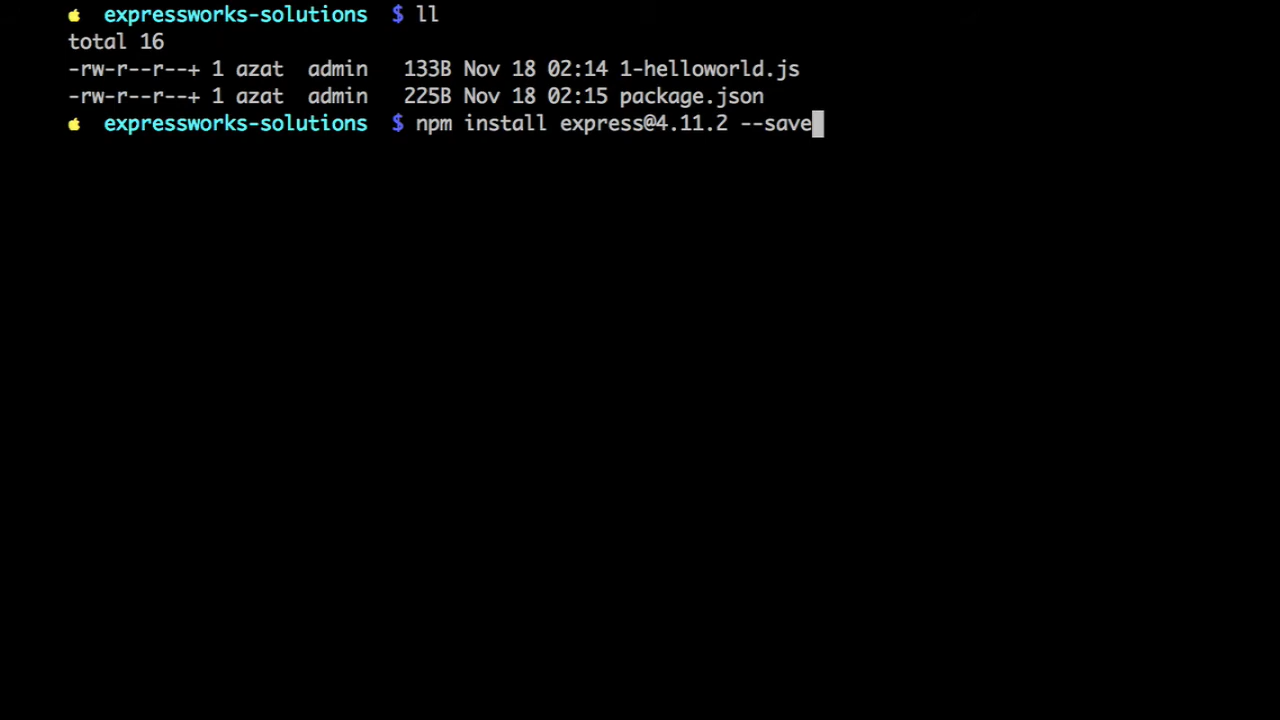 expressworks-solutions $ ll
total 16
-rw-r--r--+ 1 azat  admin   133B Nov 18 02:14 1-helloworld.js
-rw-r--r--+ 1 azat  admin   225B Nov 18 02:15 package.json
expressworks-solutions $ npm install express@4.11.2 --save